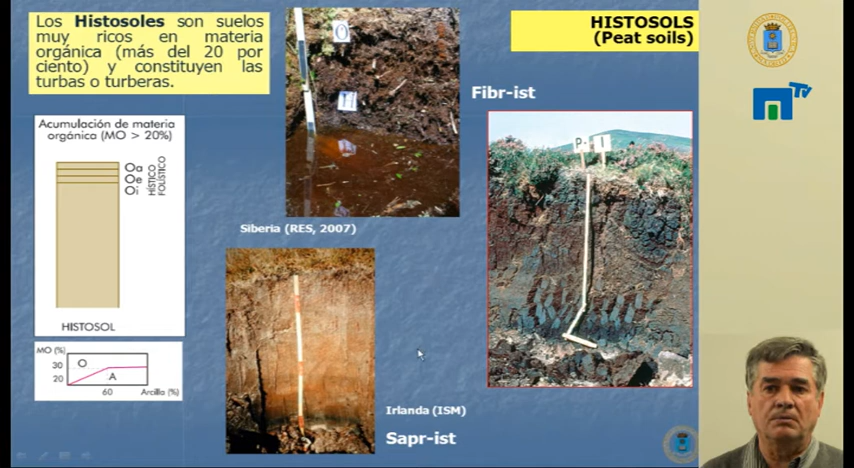 Los Histosoles son suelos
muy ricos en materia
orgánica (más del 20 por
ciento) y constituyen las
turbas o turberas.
HISTOSOLS
(Peat soils)
Fibr-ist
Acumulación de materia
orgánica (MO > 20%)
Oa
Oe
Oi
HÍSTICO
FOLÍSTICO
HISTOSOL
MO (%)
30
20
O
A
60
Arcilla (%)
Siberia (RES, 2007)
P 1
Irlanda (ISM)
Sapr-ist
TV